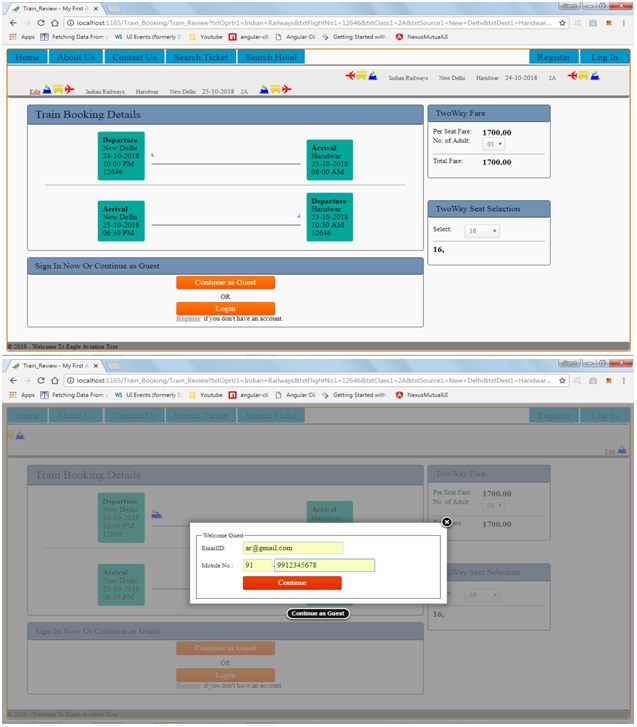 Train_Review - My First A
localhost:1165/Train_Booking/Train_Review?txtOprtr1=Indian+Railways&txtFlightNo1=12646&txtClass1=2A&txtSource1=New+Delhi&txtDest1=Haridwar...
Apps Fetching Data From WS UI Events (formerly D Youtube angular-cli Angular Cli Getting Started with NexusMutualUI
Home About Us Contact Us Search Ticket Search Hotel Register Log In
Indian Railways New Delhi Haridwar 24-10-2018 2A
Edit Indian Railways Haridwar New Delhi 25-10-2018 2A
Train Booking Details
Departure
New Delhi
24-10-2018
10:00 PM
12646
Arrival
Haridwar
25-10-2018
06:00 AM
Arrival
New Delhi
25-10-2018
06:30 PM
Departure
Haridwar
25-10-2018
10:30 AM
12646
TwoWay Fare
Per Seat Fare: 1700.00
No. of Adult: 01
Total Fare: 1700.00
TwoWay Seat Selection
Select: 16
16,
Sign In Now Or Continue as Guest
Continue as Guest
OR
Login
Register if you don't have an account.
© 2018 - Welcome To Eagle Aviation Tour
Train_Review - My First A
localhost:1165/Train_Booking/Train_Review?txtOprtr1=Indian+Railways&txtFlightNo1=12646&txtClass1=2A&txtSource1=New+Delhi&txtDest1=Haridwar...
Apps Fetching Data From WS UI Events (formerly D Youtube angular-cli Angular Cli Getting Started with NexusMutualUI
Home About Us Contact Us Search Ticket Search Hotel Register Log In
Edit
Train Booking Details
Departure
New Delhi
24-10-2018
10:00 PM
12646
Arrival
Haridwar
Arrival
New Delhi
25-10-2018
06:30 PM
TwoWay Fare
Per Seat Fare: 1700.00
No. of Adult: 01
1700.00
Seat Selection
16
16,
Welcome Guest
EmailID: ar@gmail.com
Mobile No.: 91 - 9912345678
Continue
Continue as Guest
Sign In Now Or Continue as Guest
Continue as Guest
OR
Login
Register if you don't have an account.
© 2018 - Welcome To Eagle Aviation Tour